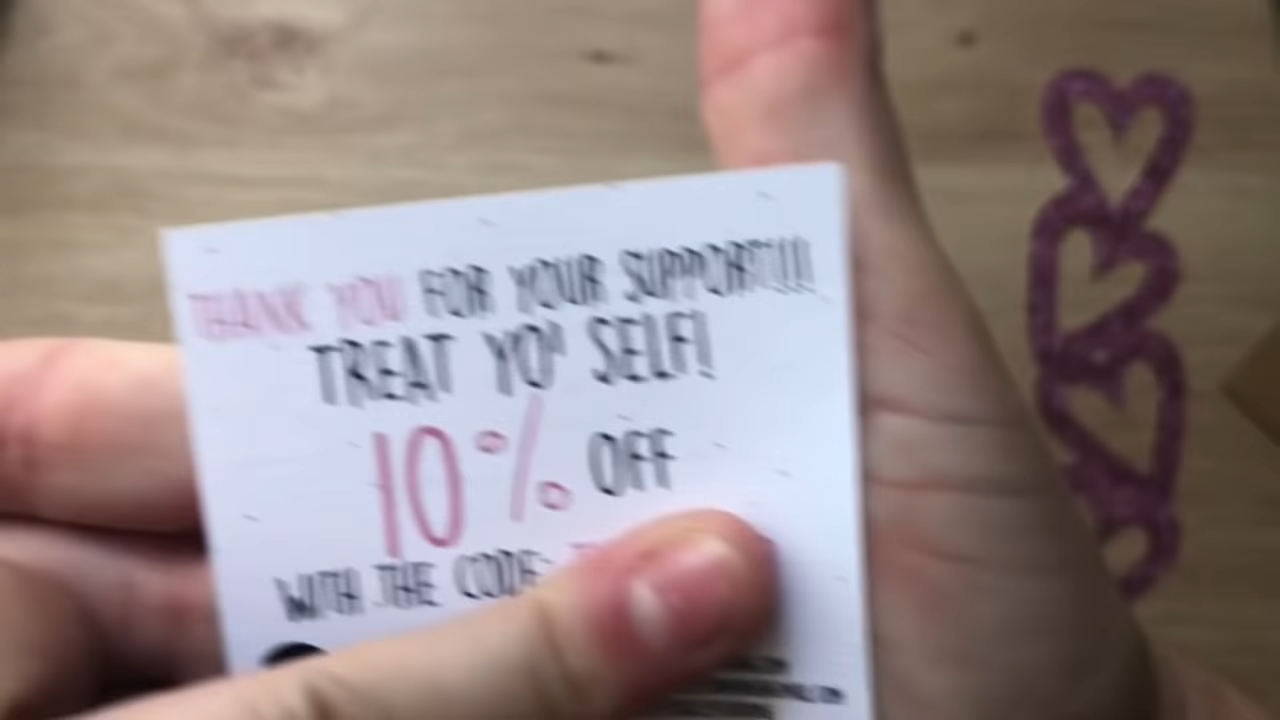 THANK YOU FOR YOUR SUPPORT!!!!
TREAT YO' SELF!
10% OFF
WITH THE CODE: